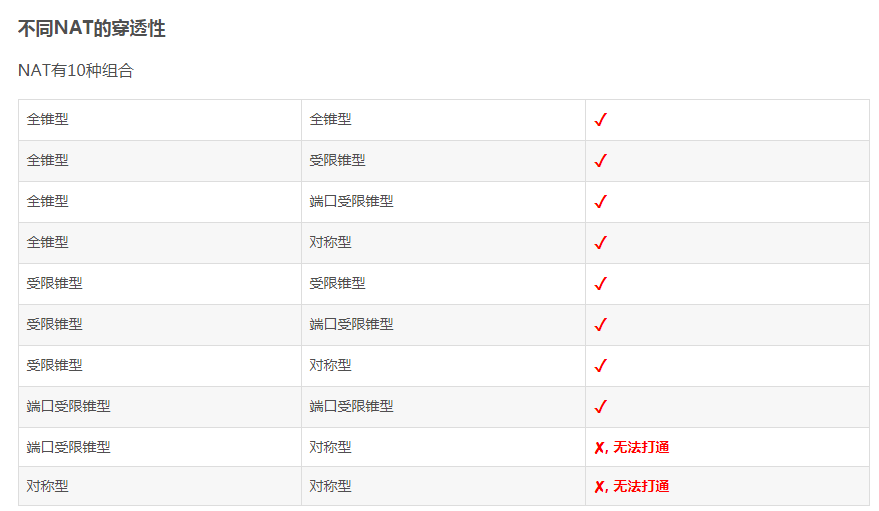 不同NAT的穿透性
NAT有10种组合
全锥型 全锥型 ✓
全锥型 受限锥型 ✓
全锥型 端口受限锥型 ✓
全锥型 对称型 ✓
受限锥型 受限锥型 ✓
受限锥型 端口受限锥型 ✓
受限锥型 对称型 ✓
端口受限锥型 端口受限锥型 ✓
端口受限锥型 对称型 ✘, 无法打通
对称型 对称型 ✘, 无法打通